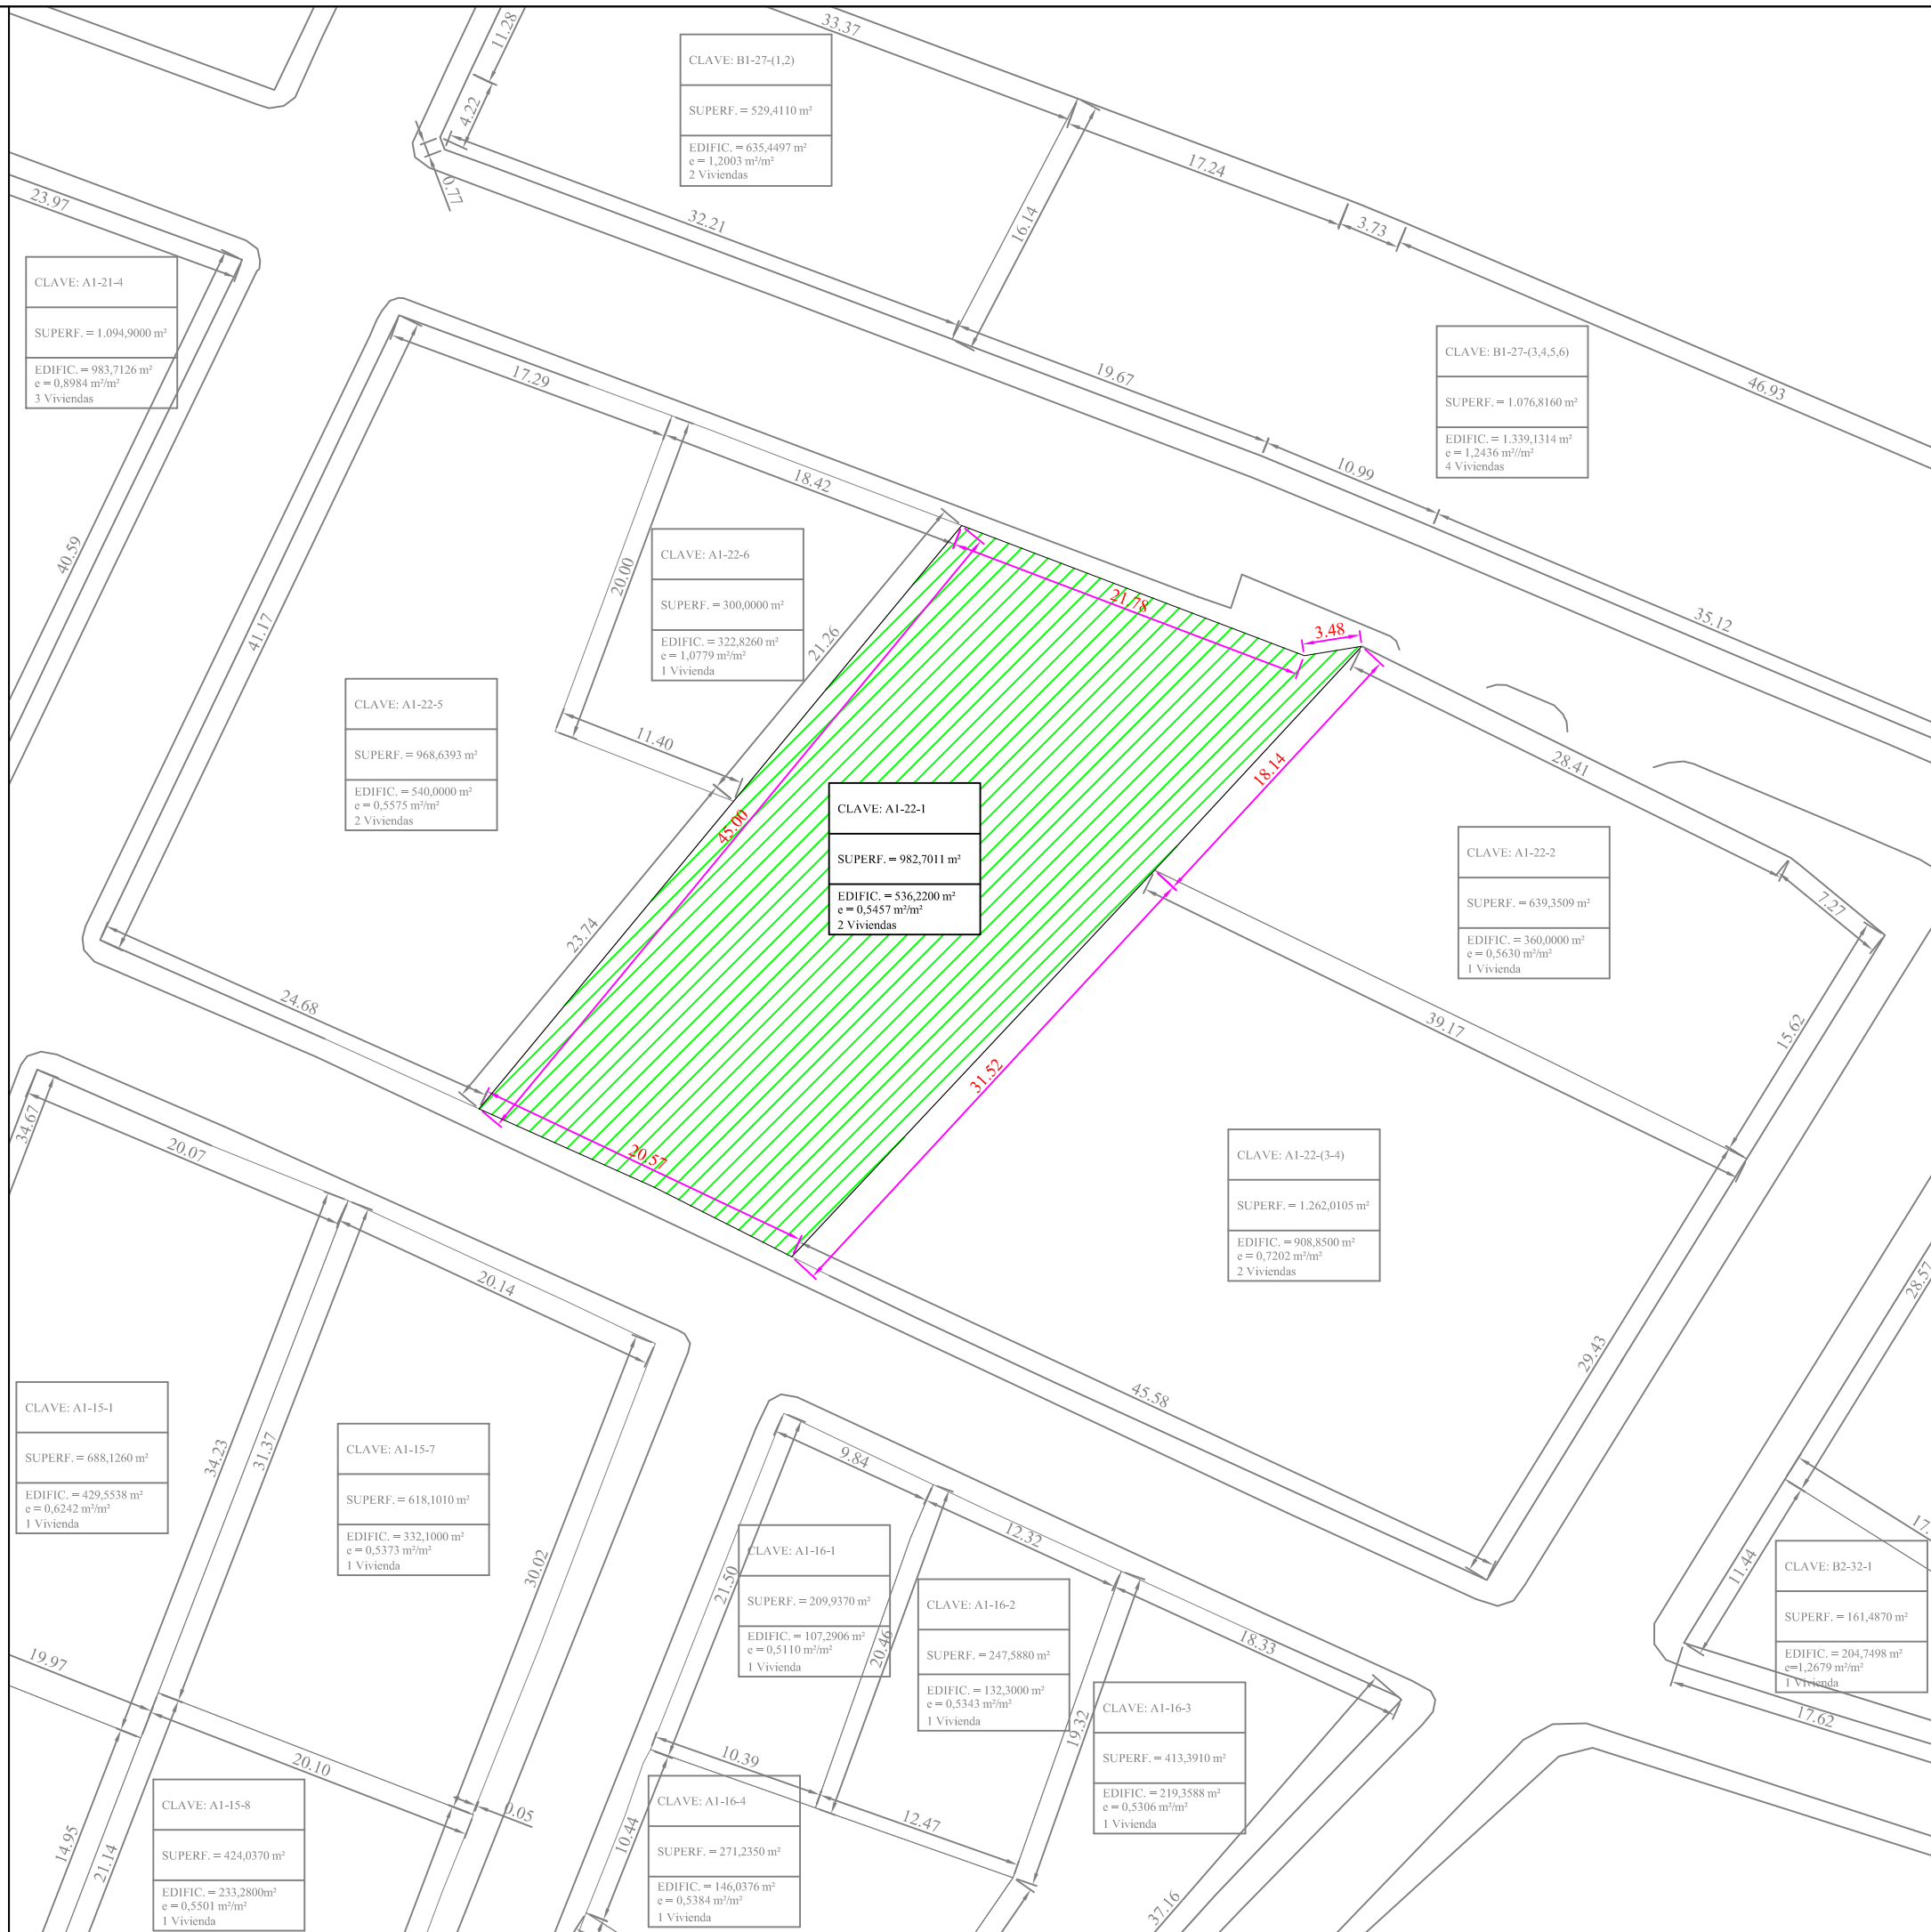 33.37
11.28
CLAVE: B1-27-(1,2)
SUPERF. = 529,4110 m²
EDIFIC. = 635,4497 m²
e = 1,2003 m²/m²
2 Viviendas
4.22
0.77
17.24
3.73
16.14
32.21
23.97
CLAVE: A1-21-4
SUPERF. = 1.094,9000 m²
EDIFIC. = 983,7126 m²
e = 0,8984 m²/m²
3 Viviendas
CLAVE: B1-27-(3,4,5,6)
SUPERF. = 1.076,8160 m²
EDIFIC. = 1.339,1314 m²
e = 1,2436 m²//m²
4 Viviendas
46.93
17.29
19.67
10.99
18.42
40.59
41.17
20.00
CLAVE: A1-22-6
SUPERF. = 300,0000 m²
EDIFIC. = 322,8260 m²
e = 1,0779 m²/m²
1 Vivienda
21.26
21.78
3.48
35.12
CLAVE: A1-22-5
SUPERF. = 968,6393 m²
EDIFIC. = 540,0000 m²
e = 0,5575 m²/m²
2 Viviendas
11.40
18.14
28.41
45.00
CLAVE: A1-22-1
SUPERF. = 982,7011 m²
EDIFIC. = 536,2200 m²
e = 0,5457 m²/m²
2 Viviendas
CLAVE: A1-22-2
SUPERF. = 639,3509 m²
EDIFIC. = 360,0000 m²
e = 0,5630 m²/m²
1 Vivienda
7.27
23.74
24.68
39.17
15.62
31.52
34.67
20.07
20.57
CLAVE: A1-22-(3-4)
SUPERF. = 1.262,0105 m²
EDIFIC. = 908,8500 m²
e = 0,7202 m²/m²
2 Viviendas
20.14
28.57
29.43
45.58
CLAVE: A1-15-1
SUPERF. = 688,1260 m²
EDIFIC. = 429,5538 m²
e = 0,6242 m²/m²
1 Vivienda
34.23
31.37
CLAVE: A1-15-7
SUPERF. = 618,1010 m²
EDIFIC. = 332,1000 m²
e = 0,5373 m²/m²
1 Vivienda
30.02
9.84
12.32
21.50
CLAVE: A1-16-1
SUPERF. = 209,9370 m²
EDIFIC. = 107,2906 m²
e = 0,5110 m²/m²
1 Vivienda
20.46
CLAVE: A1-16-2
SUPERF. = 247,5880 m²
EDIFIC. = 132,3000 m²
e = 0,5343 m²/m²
1 Vivienda
18.33
17.
11.44
CLAVE: B2-32-1
SUPERF. = 161,4870 m²
EDIFIC. = 204,7498 m²
e=1,2679 m²/m²
1 Vivienda
17.62
19.97
19.32
CLAVE: A1-16-3
SUPERF. = 413,3910 m²
EDIFIC. = 219,3588 m²
e = 0,5306 m²/m²
1 Vivienda
20.10
10.39
0.05
12.47
CLAVE: A1-15-8
SUPERF. = 424,0370 m²
EDIFIC. = 233,2800m²
e = 0,5501 m²/m²
1 Vivienda
14.95
21.14
10.44
CLAVE: A1-16-4
SUPERF. = 271,2350 m²
EDIFIC. = 146,0376 m²
e = 0,5384 m²/m²
1 Vivienda
37.16